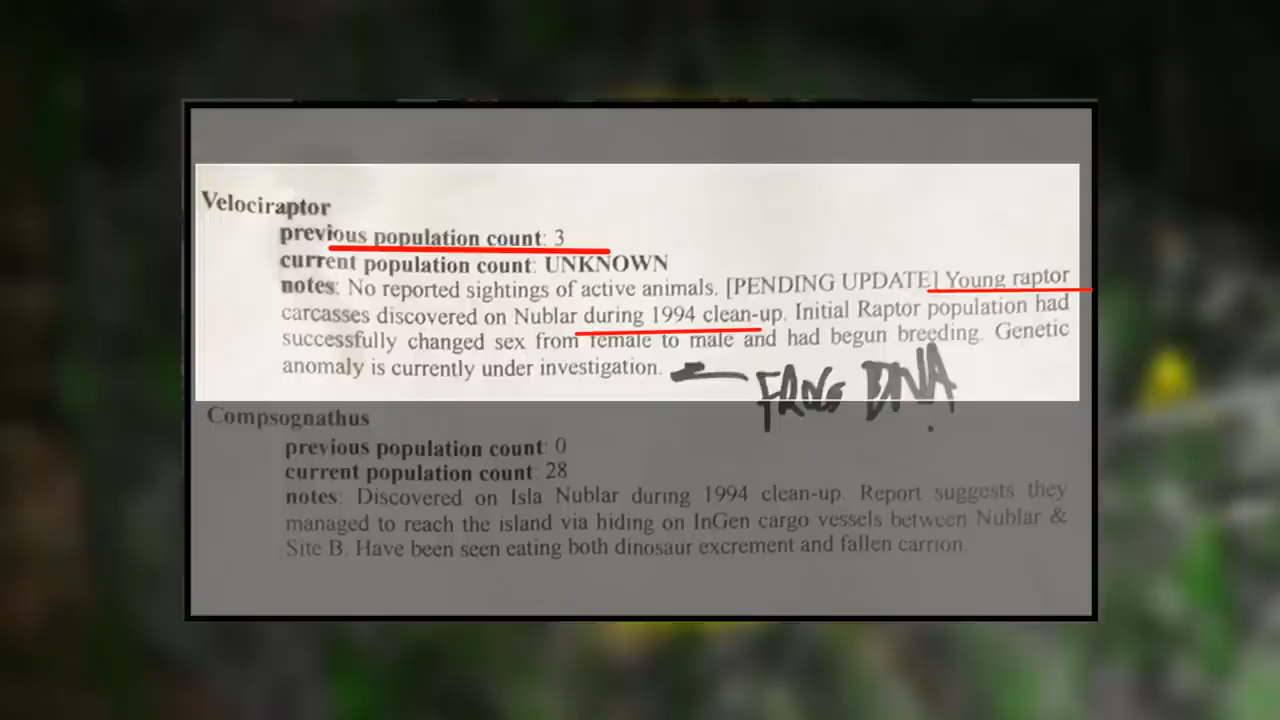 Velociraptor
previous population count: 3
current population count: UNKNOWN
notes: No reported sightings of active animals. [PENDING UPDATE] Young raptor
carcasses discovered on Nublar during 1994 clean-up. Initial Raptor population had
successfully changed sex from female to male and had begun breeding. Genetic
anomaly is currently under investigation.
FROG DNA!
Compsognathus
previous population count: 0
current population count: 28
notes: Discovered on Isla Nublar during 1994 clean-up. Report suggests they
managed to reach the island via hiding on InGen cargo vessels between Nublar &
Site B. Have been seen eating both dinosaur excrement and fallen carrion.